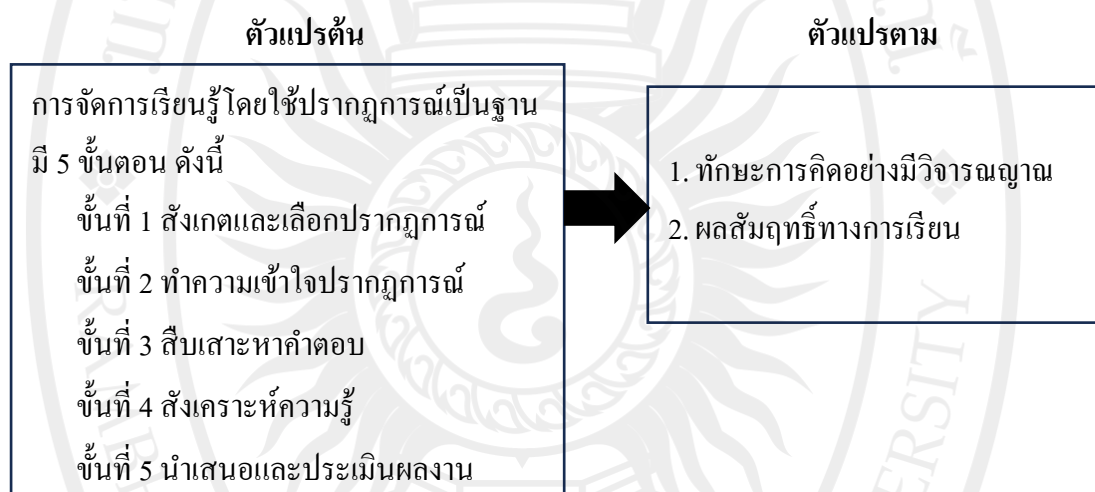 ตัวแปรต้น
ตัวแปรตาม
การจัดการเรียนรู้โดยใช้ปรากฏการณ์เป็นฐาน
มี 5 ขั้นตอน ดังนี้
ขั้นที่ 1 สังเกตและเลือกปรากฏการณ์
ขั้นที่ 2 ทำความเข้าใจปรากฏการณ์
ขั้นที่ 3 สืบเสาะหาคำตอบ
ขั้นที่ 4 สังเคราะห์ความรู้
ขั้นที่ 5 นำเสนอและประเมินผลงาน
1. ทักษะการคิดอย่างมีวิจารณญาณ
2. ผลสัมฤทธิ์ทางการเรียน